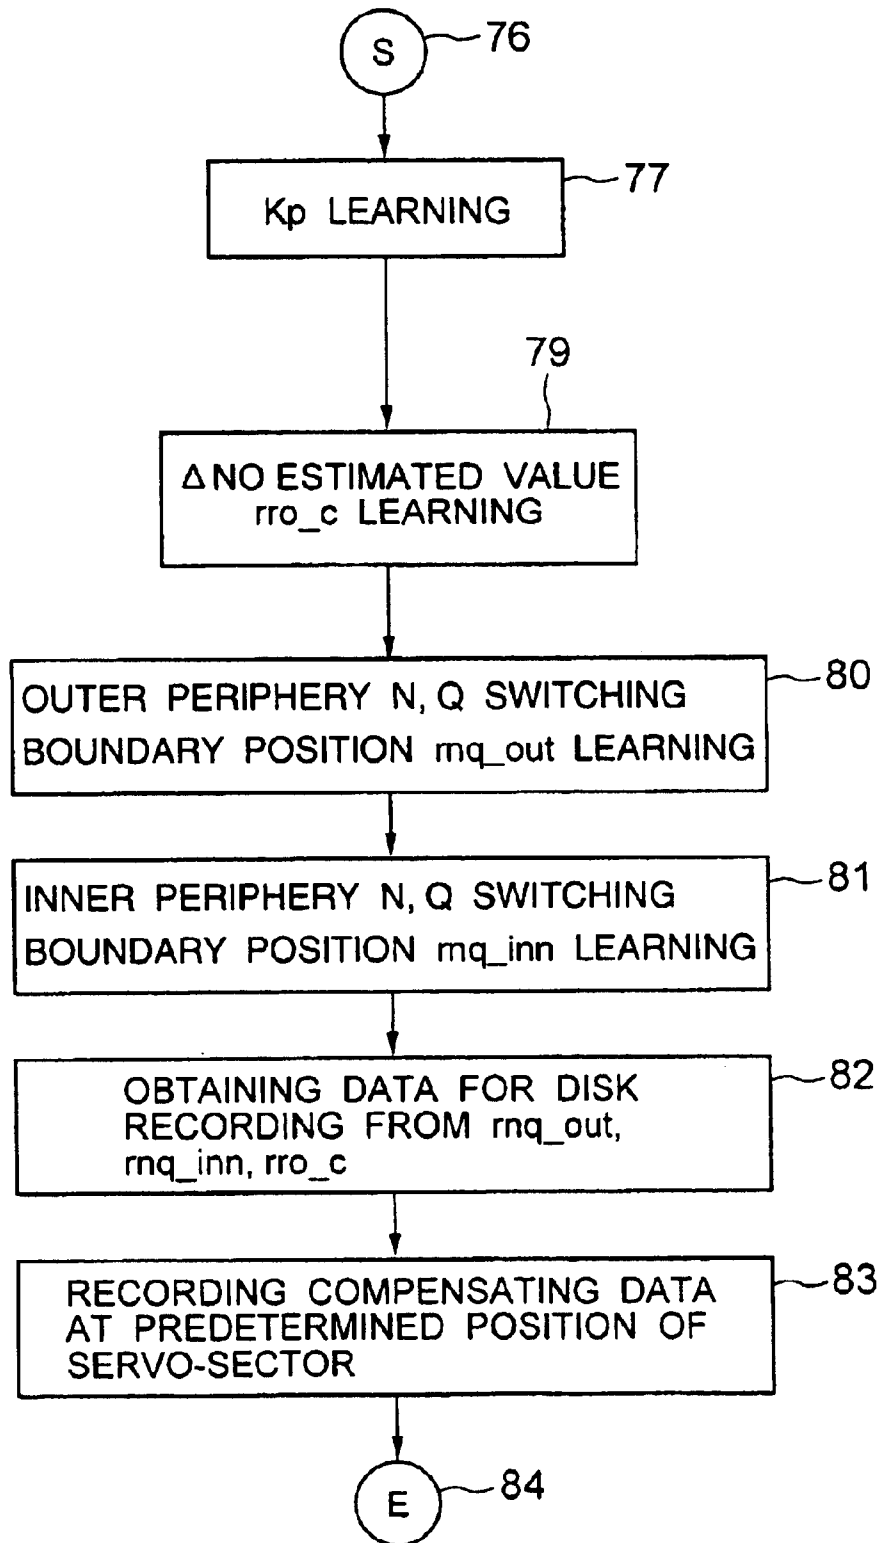 S
76
Kp LEARNING
77
79
Δ NO ESTIMATED VALUE
rro_c LEARNING
OUTER PERIPHERY N, Q SWITCHING
BOUNDARY POSITION rnq_out LEARNING
80
INNER PERIPHERY N, Q SWITCHING
BOUNDARY POSITION rnq_inn LEARNING
81
OBTAINING DATA FOR DISK
RECORDING FROM rnq_out,
rnq_inn, rro_c
82
RECORDING COMPENSATING DATA
AT PREDETERMINED POSITION OF
SERVO-SECTOR
83
E
84